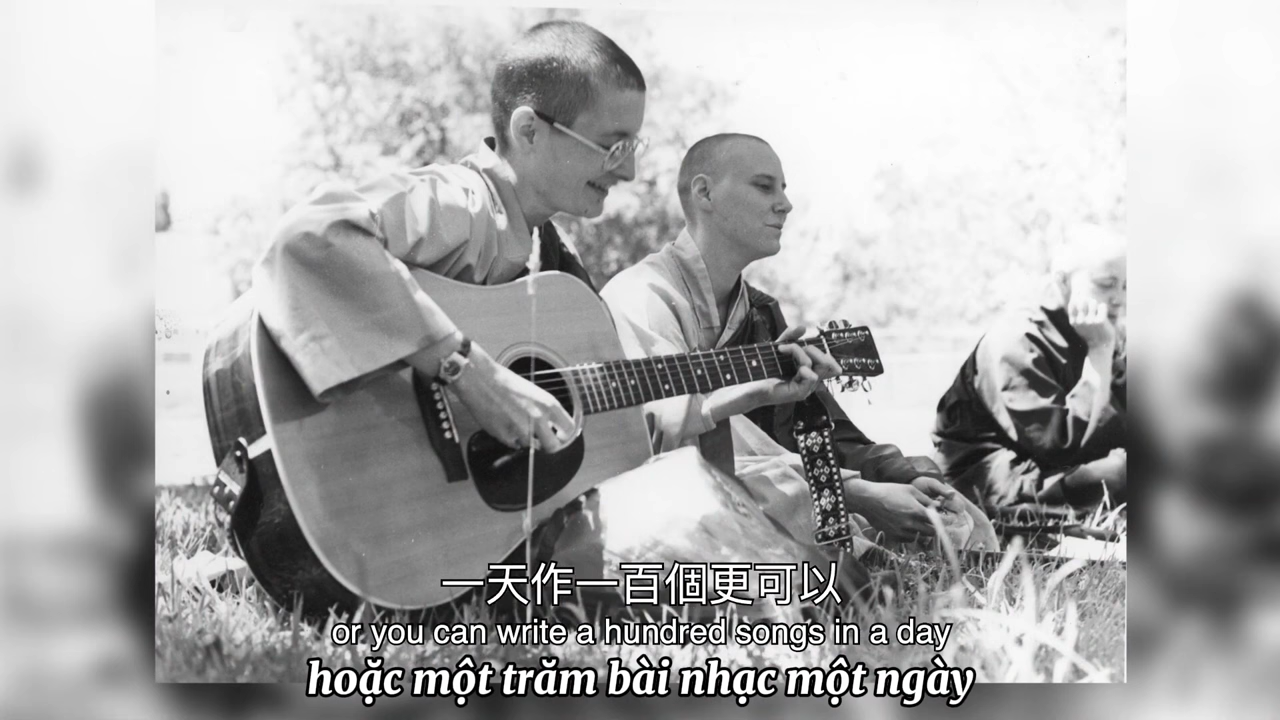 一天作一百個更可以
or you can write a hundred songs in a day
hoặc một trăm bài nhạc một ngày